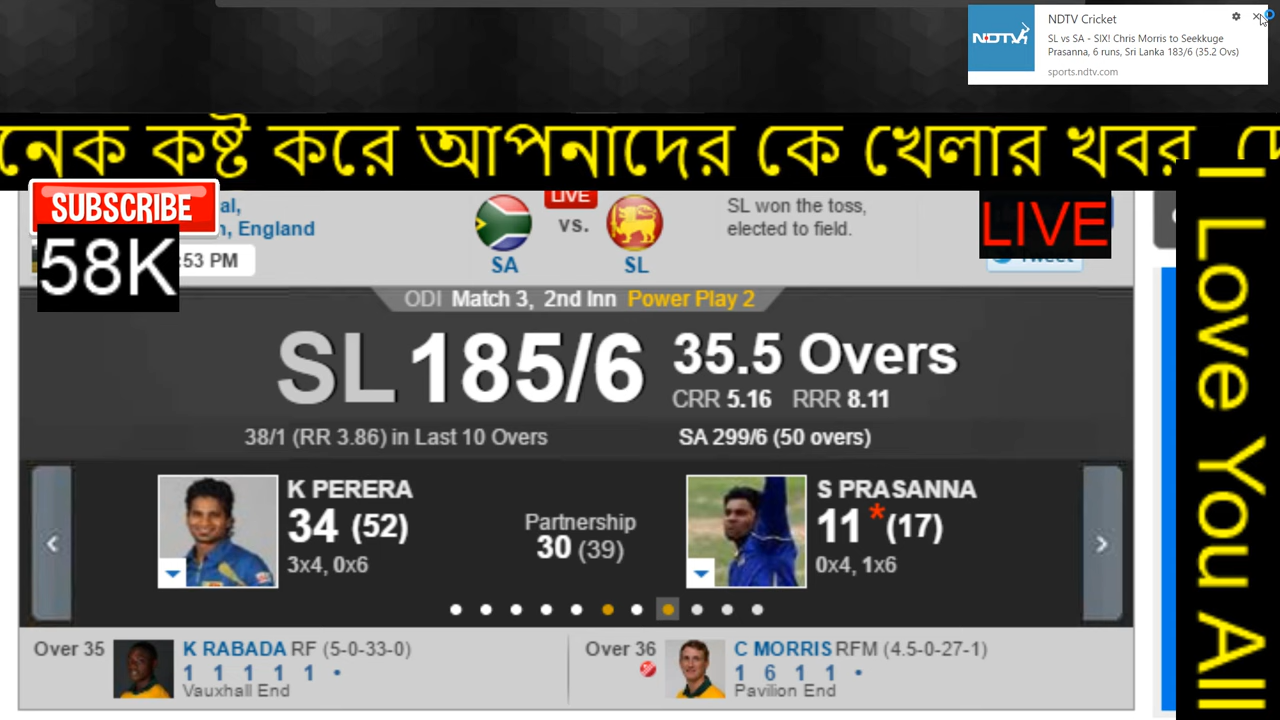 NDTV Cricket
SL vs SA - SIX! Chris Morris to Seekkuge
Prasanna, 6 runs, Sri Lanka 183/6 (35.2 Ovs)
sports.ndtv.com
NDTV
নেক কষ্ট করে আপনাদের কে খেলার খবর
SUBSCRIBE
58K
al,
, England
:53 PM
LIVE
vs.
SA
SL
SL won the toss,
elected to field.
LIVE
Tweet
I Love You All
ODI Match 3, 2nd Inn Power Play 2
SL 185/6
35.5 Overs
CRR 5.16 RRR 8.11
38/1 (RR 3.86) in Last 10 Overs
SA 299/6 (50 overs)
K PERERA
34 (52)
3x4, 0x6
Partnership
30 (39)
S PRASANNA
11*(17)
0x4, 1x6
Over 35
K RABADA RF (5-0-33-0)
1 1 1 1 1 •
Vauxhall End
Over 36
C MORRIS RFM (4.5-0-27-1)
1 6 1 1 •
Pavilion End